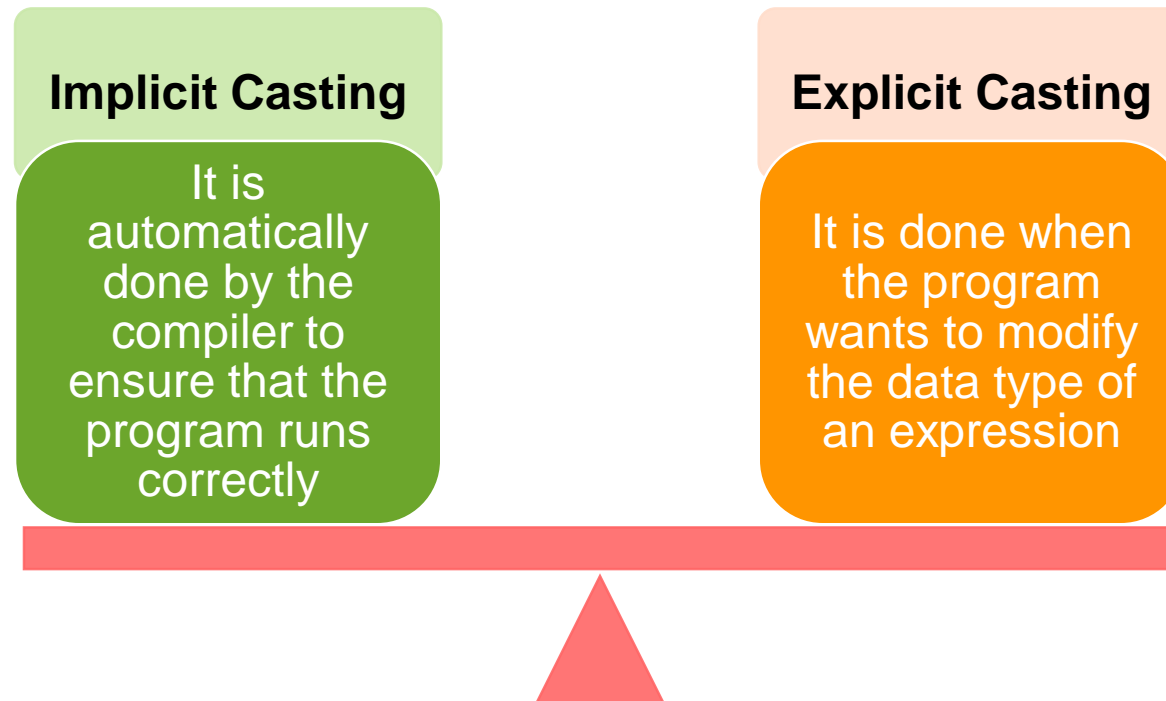 Implicit Casting
It is
automatically
done by the
compiler to
ensure that the
program runs
correctly
Explicit Casting
It is done when
the program
wants to modify
the data type of
an expression